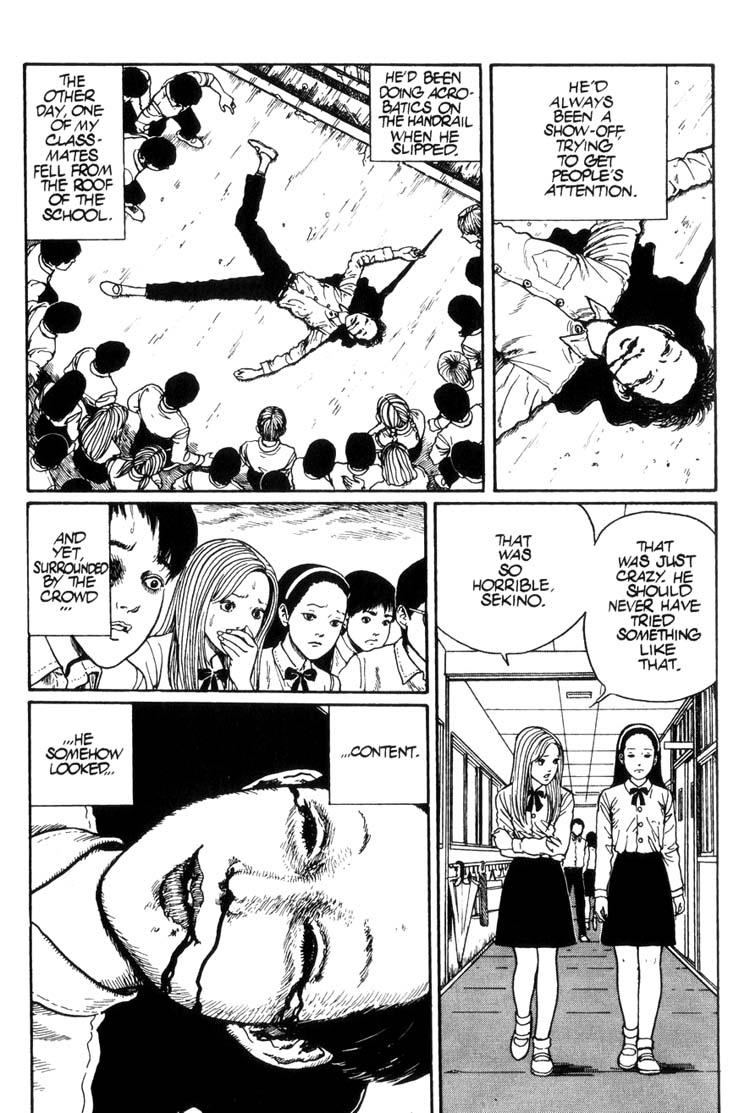 THE
OTHER
DAY, ONE
OF MY
CLASS-
MATES
FELL FROM
THE ROOF
OF THE
SCHOOL.
HE'D BEEN
DOING ACRO-
BATICS ON
THE HANDRAIL
WHEN HE
SLIPPED.
HE'D
ALWAYS
BEEN A
SHOW-OFF
TRYING
TO GET
PEOPLE'S
ATTENTION.
AND
YET,
SURROUNDED
BY THE
CROWD
...
...HE
SOMEHOW
LOOKED...
...CONTENT.
THAT
WAS
SO
HORRIBLE,
SEKINO.
THAT
WAS JUST
CRAZY. HE
SHOULD
NEVER HAVE
TRIED
SOMETHING
LIKE
THAT.